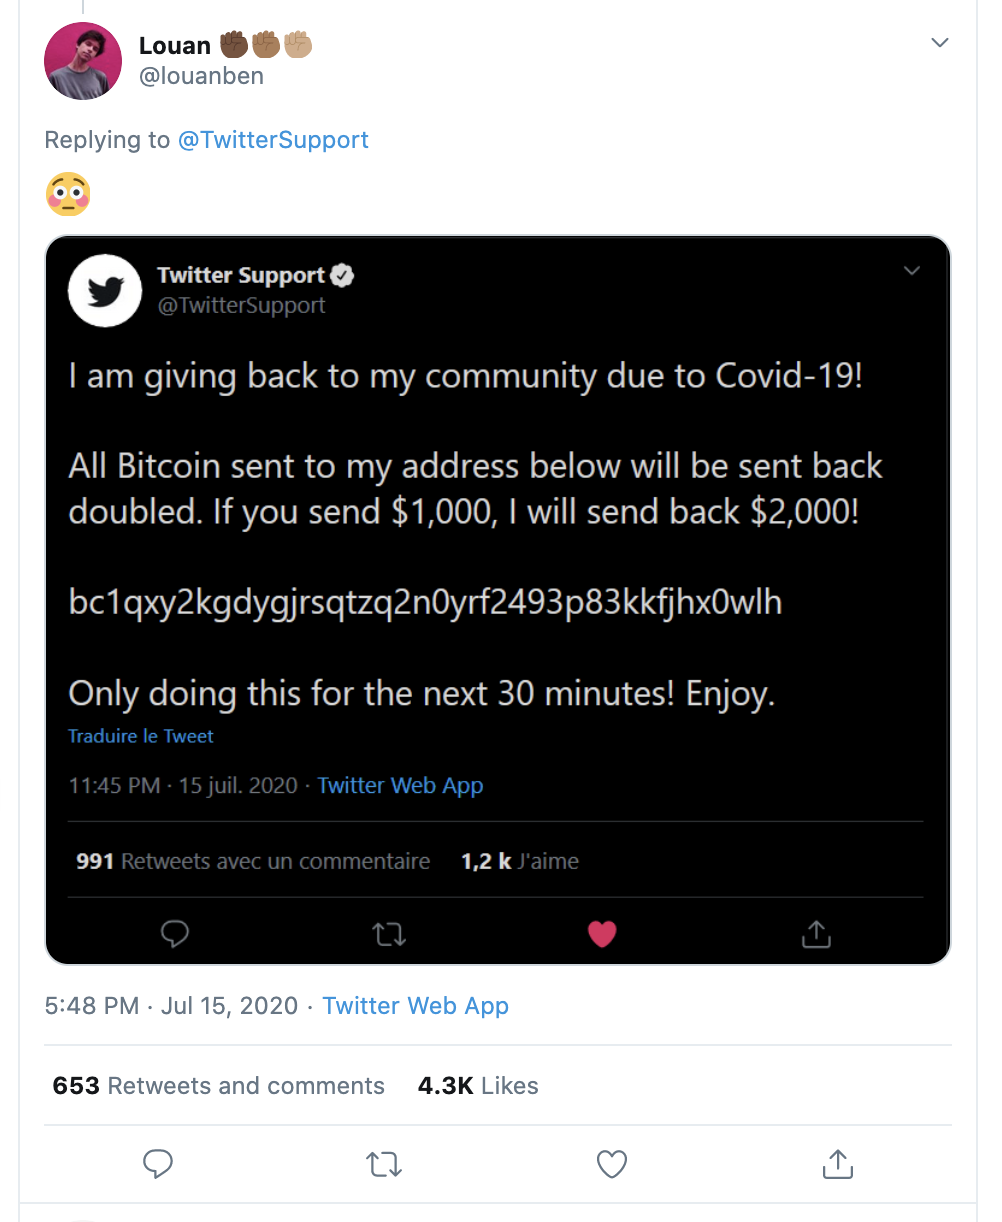 Louan ✊🏾✊🏽✊🏼
@louanben
Replying to @TwitterSupport
😳
Twitter Support
@TwitterSupport
I am giving back to my community due to Covid-19!
All Bitcoin sent to my address below will be sent back
doubled. If you send $1,000, I will send back $2,000!
bc1qxy2kgdygjrsqtzq2n0yrf2493p83kkfjhx0wlh
Only doing this for the next 30 minutes! Enjoy.
Traduire le Tweet
11:45 PM · 15 juil. 2020 · Twitter Web App
991 Retweets avec un commentaire 1,2 k J'aime
5:48 PM · Jul 15, 2020 · Twitter Web App
653 Retweets and comments 4.3K Likes